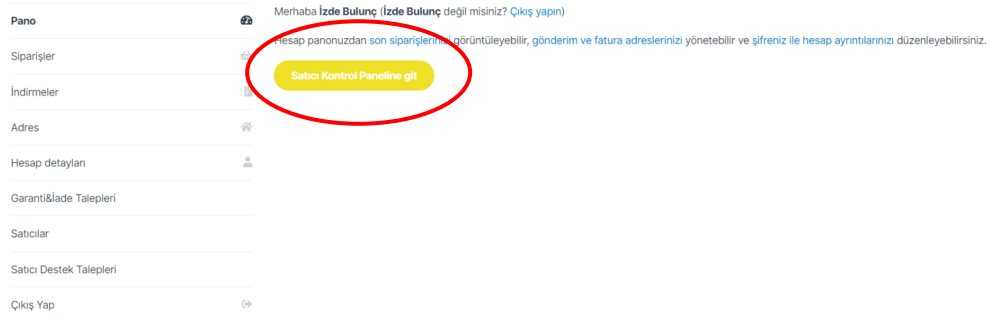 Pano
Siparişler
İndirmeler
Adres
Hesap detayları
Garanti&İade Talepleri
Satıcılar
Satıcı Destek Talepleri
Çıkış Yap
Merhaba İzde Bulunç (İzde Bulunç değil misiniz? Çıkış yapın)
Hesap panonuzdan son siparişlerinizi görüntüleyebilir, gönderim ve fatura adreslerinizi yönetebilir ve şifreniz ile hesap ayrıntılarınızı düzenleyebilirsiniz.
Satıcı Kontrol Paneline git